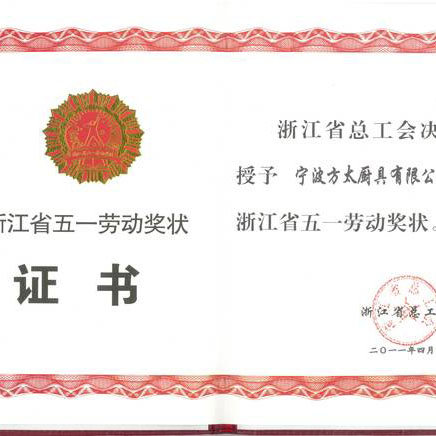 浙江省五一劳动奖状
证书
浙江省总工会决
授予 宁波方太厨具有限公
浙江省五一劳动奖状。
浙江省总工
二〇一一年四月